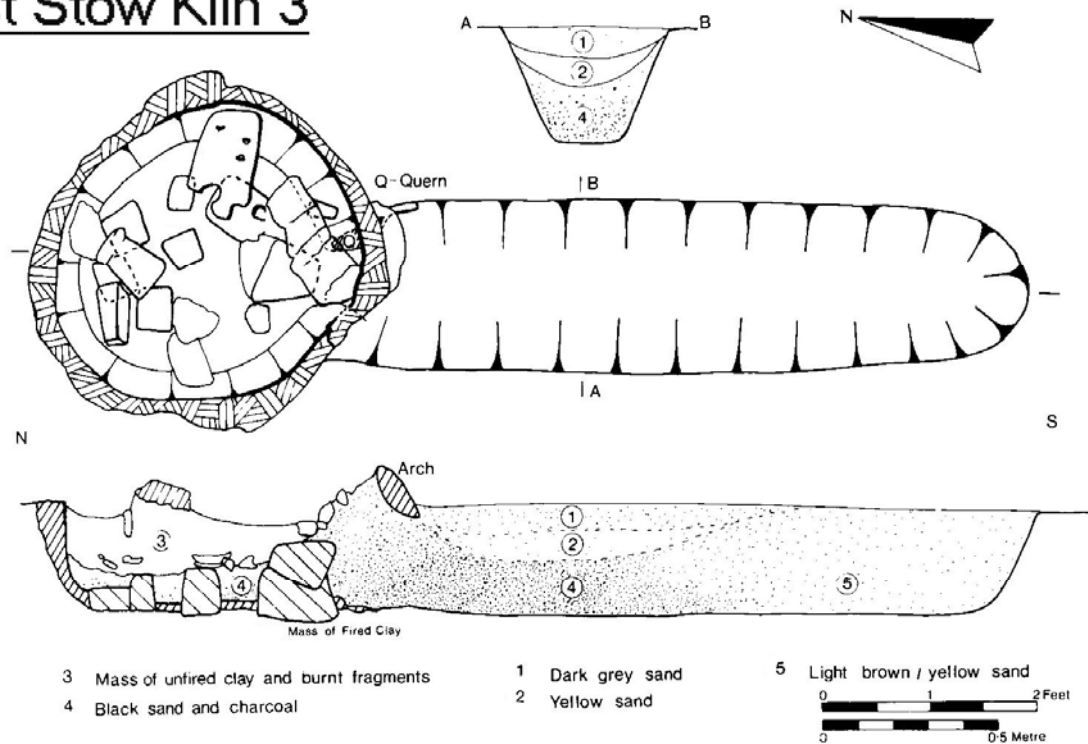 t Stow Kiln 3
A B
1
2
4
N
Q-Quern
B
A
N
S
Arch
1
2
3
4
4
5
Mass of Fired Clay
3 Mass of unfired clay and burnt fragments
4 Black sand and charcoal
1 Dark grey sand
2 Yellow sand
5 Light brown / yellow sand
0 1 2 Feet
0 0·5 Metre